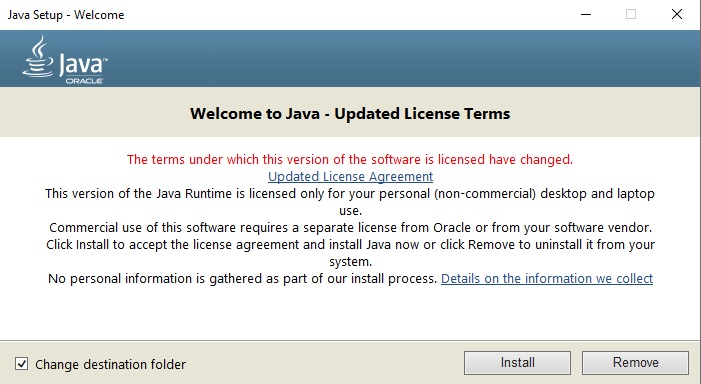 Java Setup - Welcome
Java™
ORACLE
Welcome to Java - Updated License Terms
The terms under which this version of the software is licensed have changed.
Updated License Agreement
This version of the Java Runtime is licensed only for your personal (non-commercial) desktop and laptop
use.
Commercial use of this software requires a separate license from Oracle or from your software vendor.
Click Install to accept the license agreement and install Java now or click Remove to uninstall it from your
system.
No personal information is gathered as part of our install process. Details on the information we collect
Change destination folder
Install
Remove